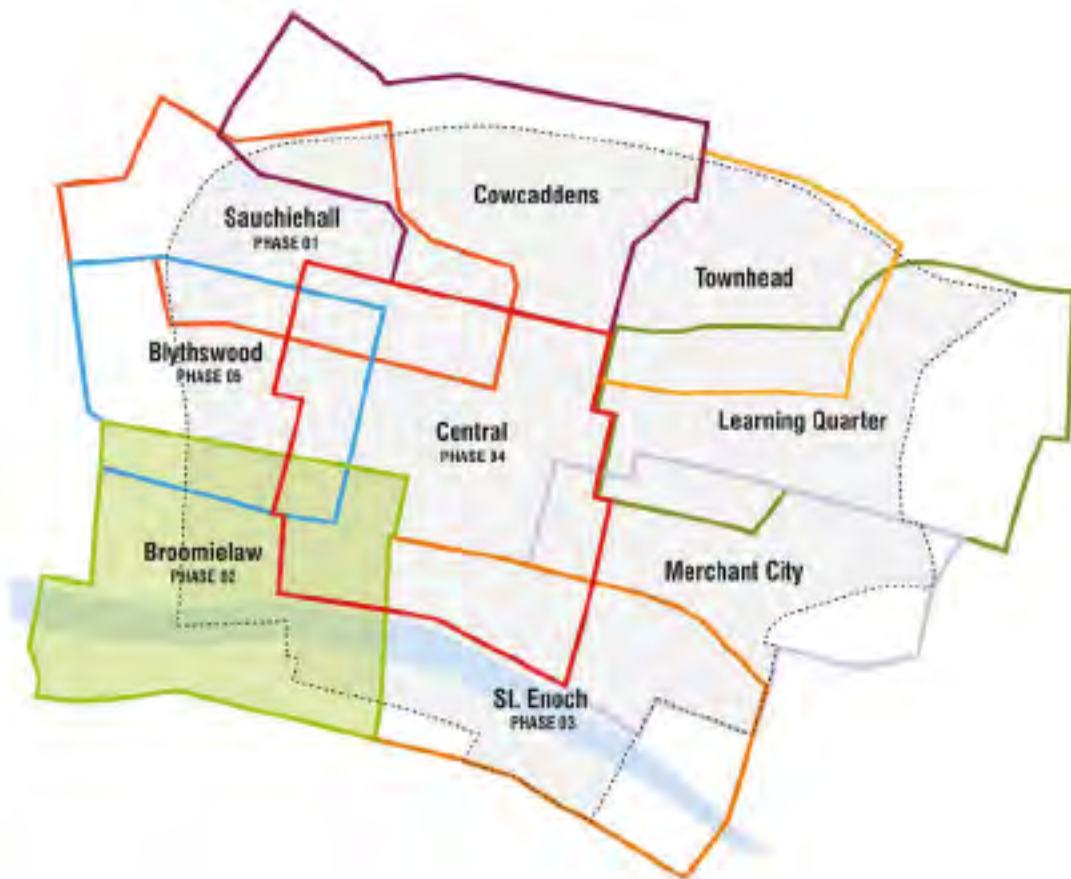 Cowcaddens
Sauchiehall
PHASE 01
Townhead
Blythswood
PHASE 05
Learning Quarter
Central
PHASE 04
Broomielaw
PHASE 02
Merchant City
St. Enoch
PHASE 03